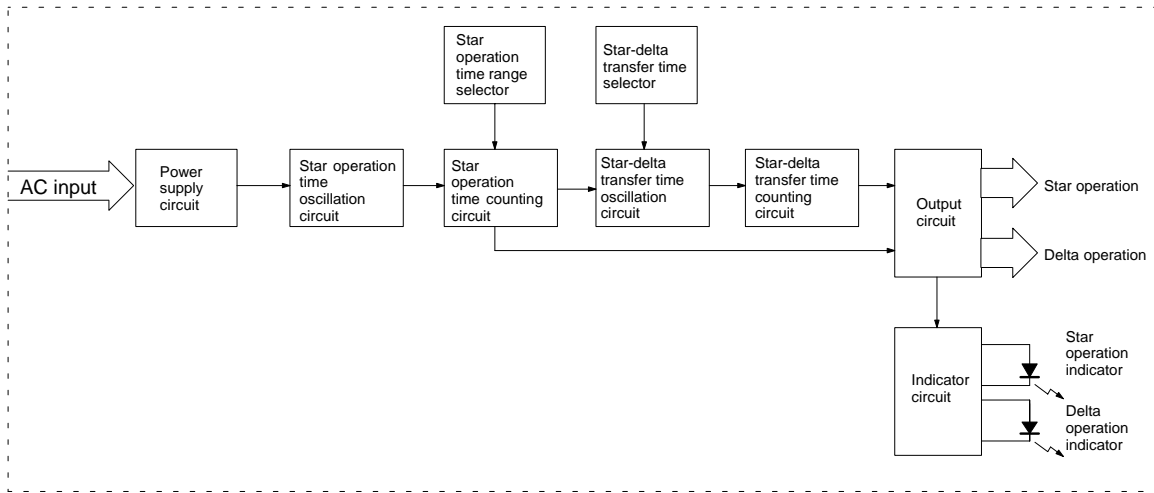 Star
operation
time range
selector
Star-delta
transfer time
selector
AC input
Power
supply
circuit
Star operation
time
oscillation
circuit
Star
operation
time counting
circuit
Star-delta
transfer time
oscillation
circuit
Star-delta
transfer time
counting
circuit
Output
circuit
Star operation
Delta operation
Indicator
circuit
Star
operation
indicator
Delta
operation
indicator